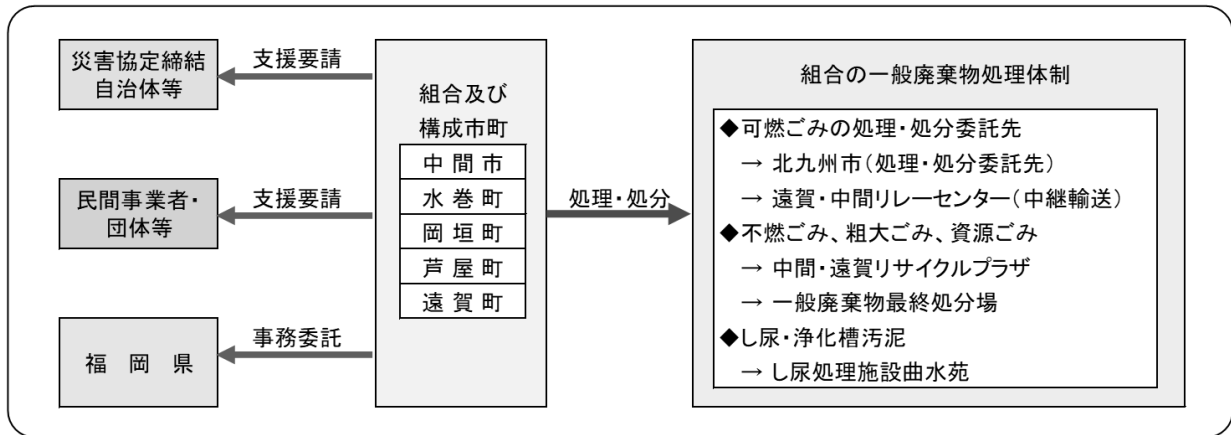 災害協定締結
自治体等
支援要請
民間事業者・
団体等
支援要請
福岡県
事務委託
組合及び
構成市町
中間市
水巻町
岡垣町
芦屋町
遠賀町
処理・処分
組合の一般廃棄物処理体制
◆可燃ごみの処理・処分委託先
→ 北九州市(処理・処分委託先)
→ 遠賀・中間リレーセンター(中継輸送)
◆不燃ごみ、粗大ごみ、資源ごみ
→ 中間・遠賀リサイクルプラザ
→ 一般廃棄物最終処分場
◆し尿・浄化槽汚泥
→ し尿処理施設曲水苑